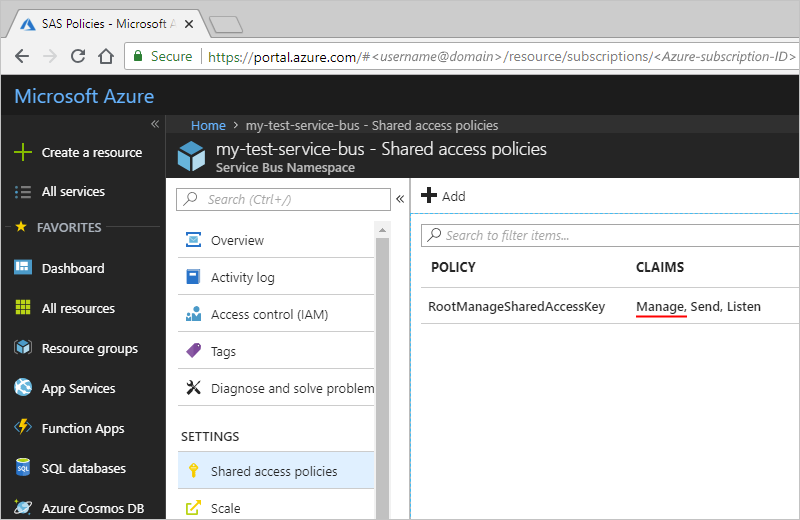 SAS Policies - Microsoft A
Secure https://portal.azure.com/#<username@domain>/resource/subscriptions/<Azure-subscription-ID>
Microsoft Azure
Create a resource
All services
FAVORITES
Dashboard
All resources
Resource groups
App Services
Function Apps
SQL databases
Azure Cosmos DB
Home > my-test-service-bus - Shared access policies
my-test-service-bus - Shared access policies
Service Bus Namespace
Search (Ctrl+/)
Overview
Activity log
Access control (IAM)
Tags
Diagnose and solve problem
SETTINGS
Shared access policies
Scale
Add
Search to filter items...
POLICY CLAIMS
RootManageSharedAccessKey Manage, Send, Listen